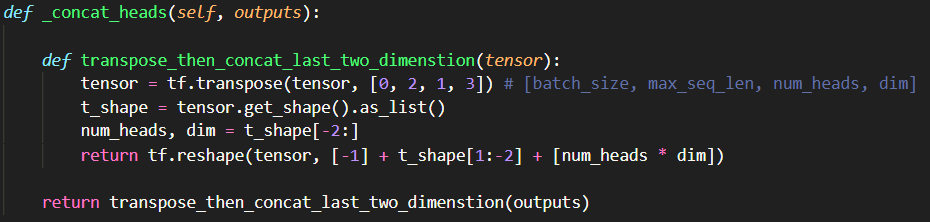 def _concat_heads(self, outputs):
def transpose_then_concat_last_two_dimenstion(tensor):
tensor = tf.transpose(tensor, [0, 2, 1, 3]) # [batch_size, max_seq_len, num_heads, dim]
t_shape = tensor.get_shape().as_list()
num_heads, dim = t_shape[-2:]
return tf.reshape(tensor, [-1] + t_shape[1:-2] + [num_heads * dim])
return transpose_then_concat_last_two_dimenstion(outputs)